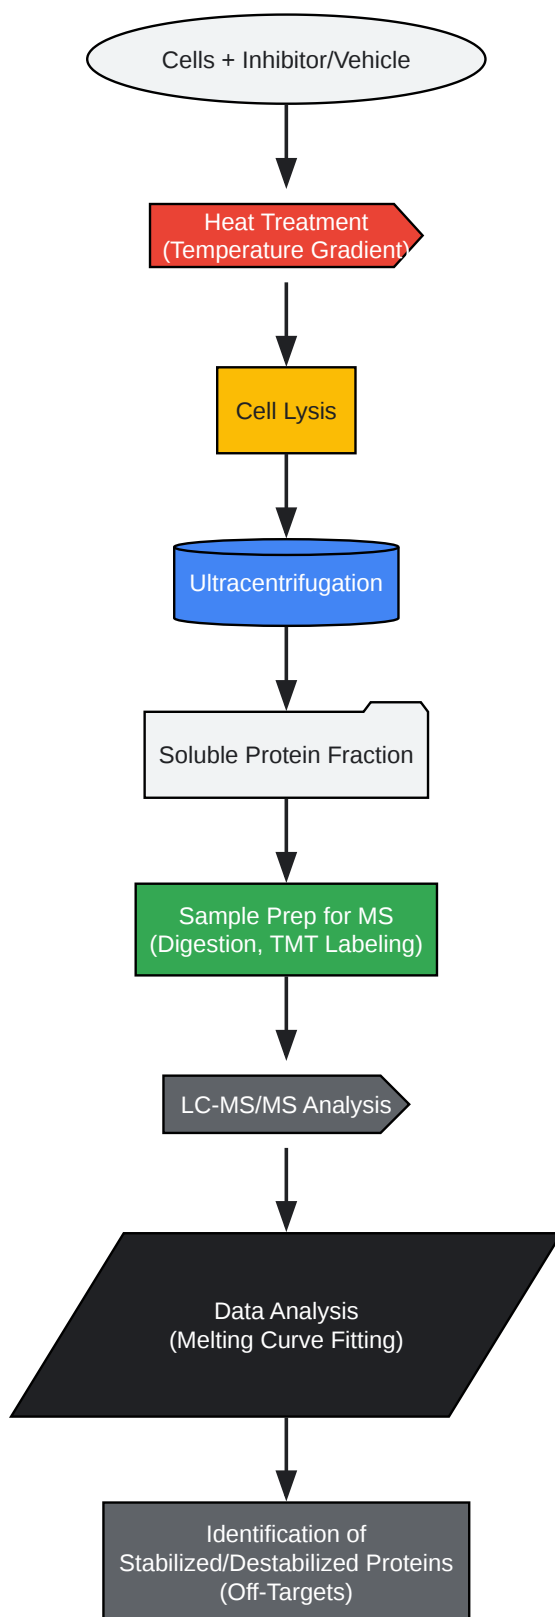 Cells + Inhibitor/Vehicle
Heat Treatment
(Temperature Gradient)
Cell Lysis
Ultracentrifugation
Soluble Protein Fraction
Sample Prep for MS
(Digestion, TMT Labeling)
LC-MS/MS Analysis
Data Analysis
(Melting Curve Fitting)
Identification of
Stabilized/Destabilized Proteins
(Off-Targets)